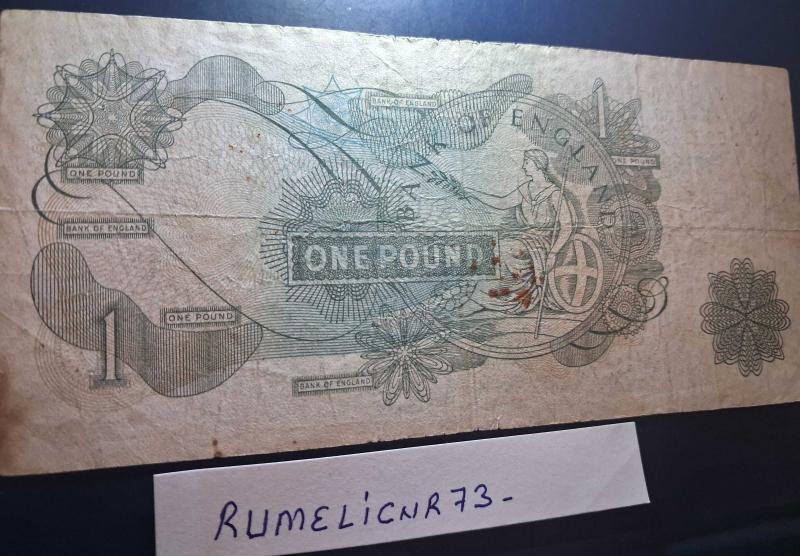 BANK OF ENGLAND
1
BANK OF ENGLAND
ONE POUND
ONE POUND
BANK OF ENGLAND
ONE POUND
ONE POUND
1
BANK OF ENGLAND
RUMELiCNR73-